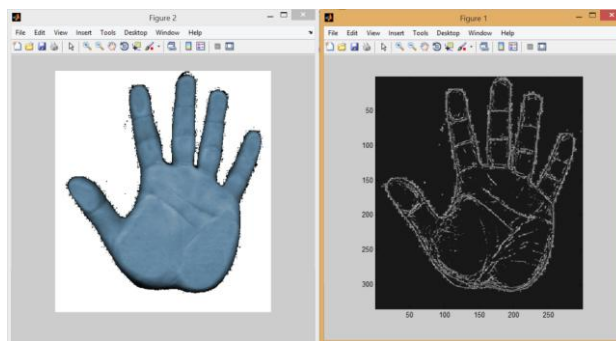 Figure 2
File Edit View Insert Tools Desktop Window Help
Figure 1
File Edit View Insert Tools Desktop Window Help
50
100
150
200
250
300
50 100 150 200 250